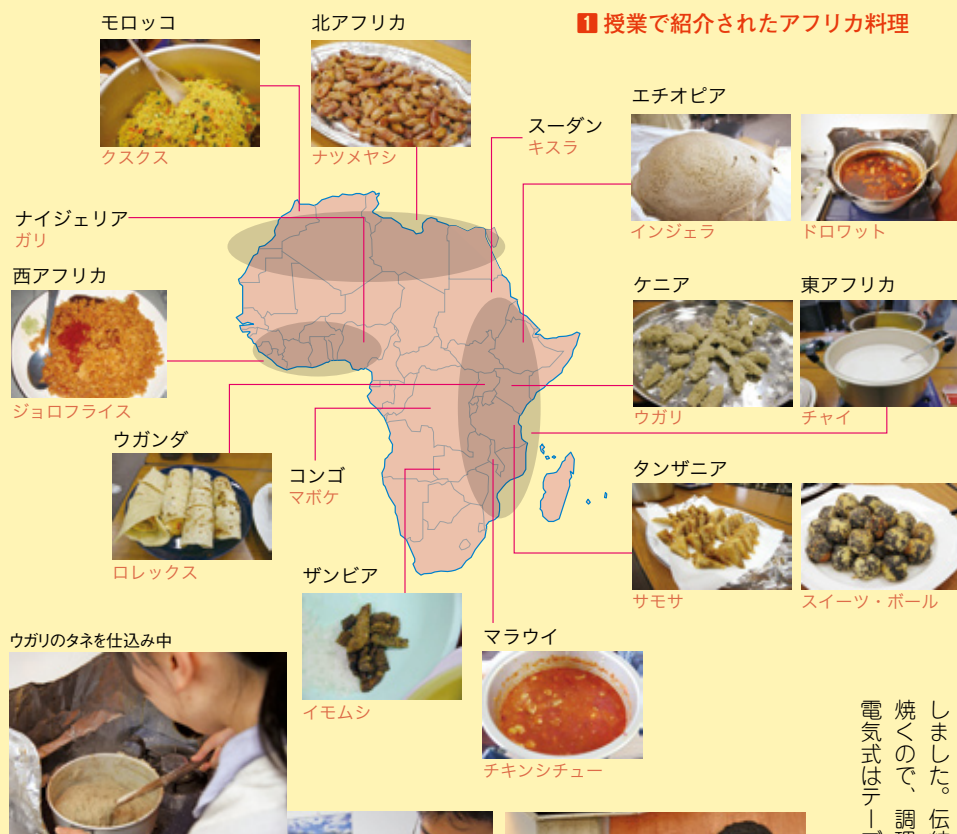 1 授業で紹介されたアフリカ料理
モロッコ
クスクス
北アフリカ
ナツメヤシ
スーダン
キスラ
エチオピア
インジェラ
ドロワット
ナイジェリア
ガリ
西アフリカ
ジョロフライス
ケニア
ウガリ
東アフリカ
チャイ
ウガンダ
ロレックス
コンゴ
マボケ
タンザニア
サモサ
スイーツ・ボール
ザンビア
イモムシ
マラウイ
チキンシチュー
ウガリのタネを仕込み中
しました。伝統
焼くので、調理
電気式はテーブ